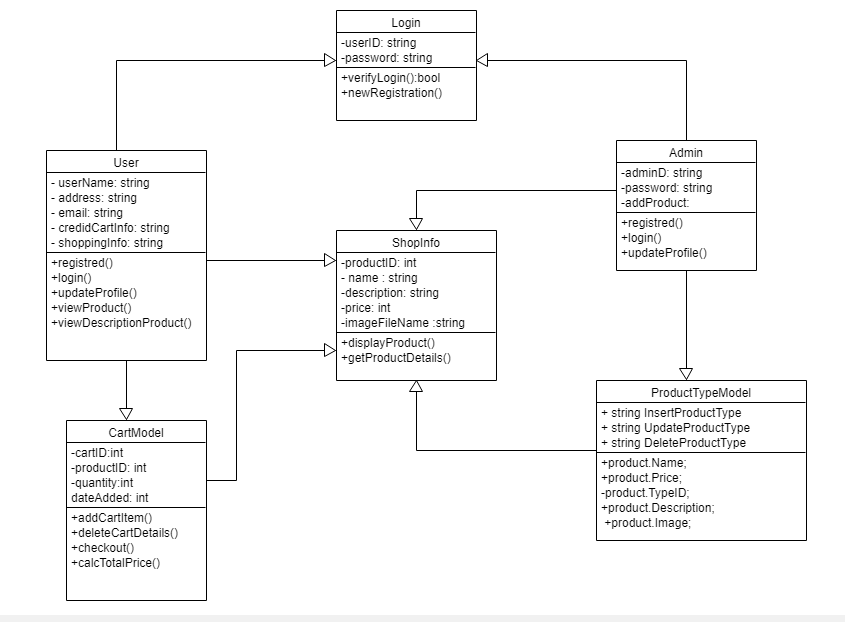 Login
-userID: string
-password: string
+verifyLogin():bool
+newRegistration()
User
- userName: string
- address: string
- email: string
- credidCartInfo: string
- shoppingInfo: string
+registred()
+login()
+updateProfile()
+viewProduct()
+viewDescriptionProduct()
Admin
-adminD: string
-password: string
-addProduct:
+registred()
+login()
+updateProfile()
ShopInfo
-productID: int
- name : string
-description: string
-price: int
-imageFileName :string
+displayProduct()
+getProductDetails()
CartModel
-cartID:int
-productID: int
-quantity:int
dateAdded: int
+addCartItem()
+deleteCartDetails()
+checkout()
+calcTotalPrice()
ProductTypeModel
+ string InsertProductType
+ string UpdateProductType
+ string DeleteProductType
+product.Name;
+product.Price;
-product.TypeID;
+product.Description;
+product.Image;